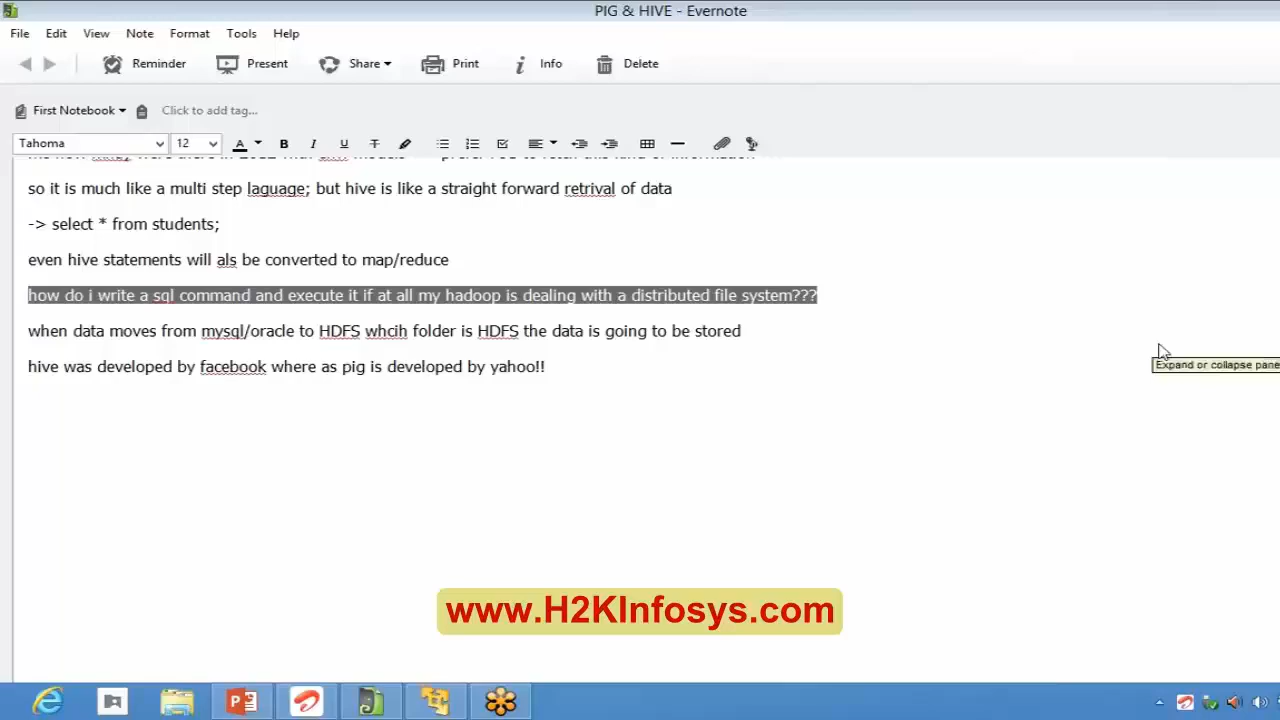 PIG & HIVE - Evernote
File Edit View Note Format Tools Help
Reminder Present Share Print Info Delete
First Notebook Click to add tag...
Tahoma 12 A B I U T
so it is much like a multi step laguage; but hive is like a straight forward retrival of data
-> select * from students;
even hive statements will als be converted to map/reduce
how do i write a sql command and execute it if at all my hadoop is dealing with a distributed file system???
when data moves from mysql/oracle to HDFS whcih folder is HDFS the data is going to be stored
Expand or collapse pane
hive was developed by facebook where as pig is developed by yahoo!!
www.H2KInfosys.com